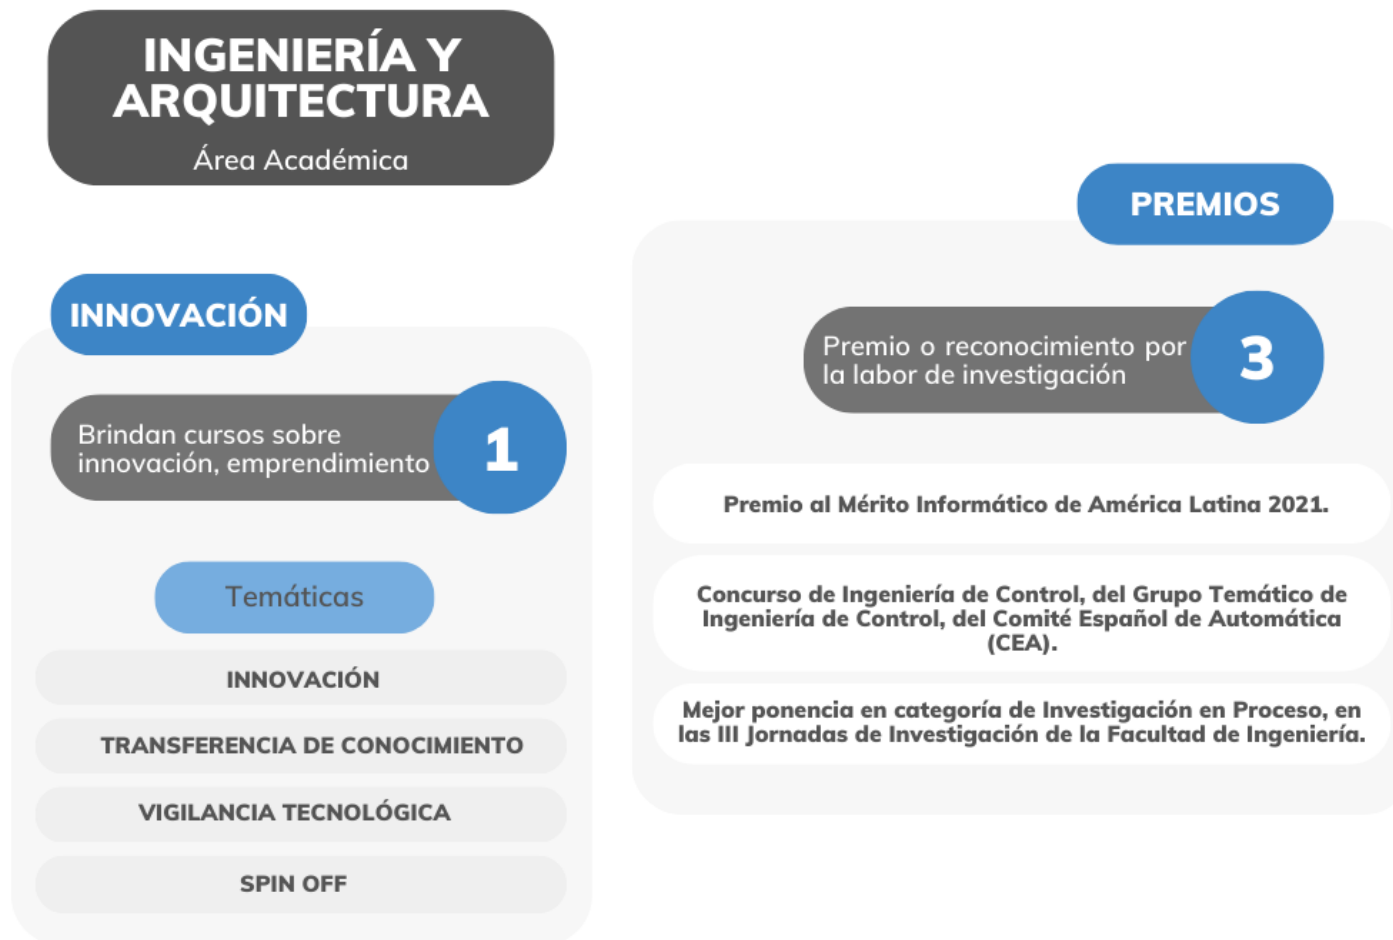 INGENIERÍA Y
ARQUITECTURA
Área Académica
INNOVACIÓN
Brindan cursos sobre
innovación, emprendimiento
1
Temáticas
INNOVACIÓN
TRANSFERENCIA DE CONOCIMIENTO
VIGILANCIA TECNOLÓGICA
SPIN OFF
PREMIOS
Premio o reconocimiento por
la labor de investigación
3
Premio al Mérito Informático de América Latina 2021.
Concurso de Ingeniería de Control, del Grupo Temático de
Ingeniería de Control, del Comité Español de Automática
(CEA).
Mejor ponencia en categoría de Investigación en Proceso, en
las III Jornadas de Investigación de la Facultad de Ingeniería.